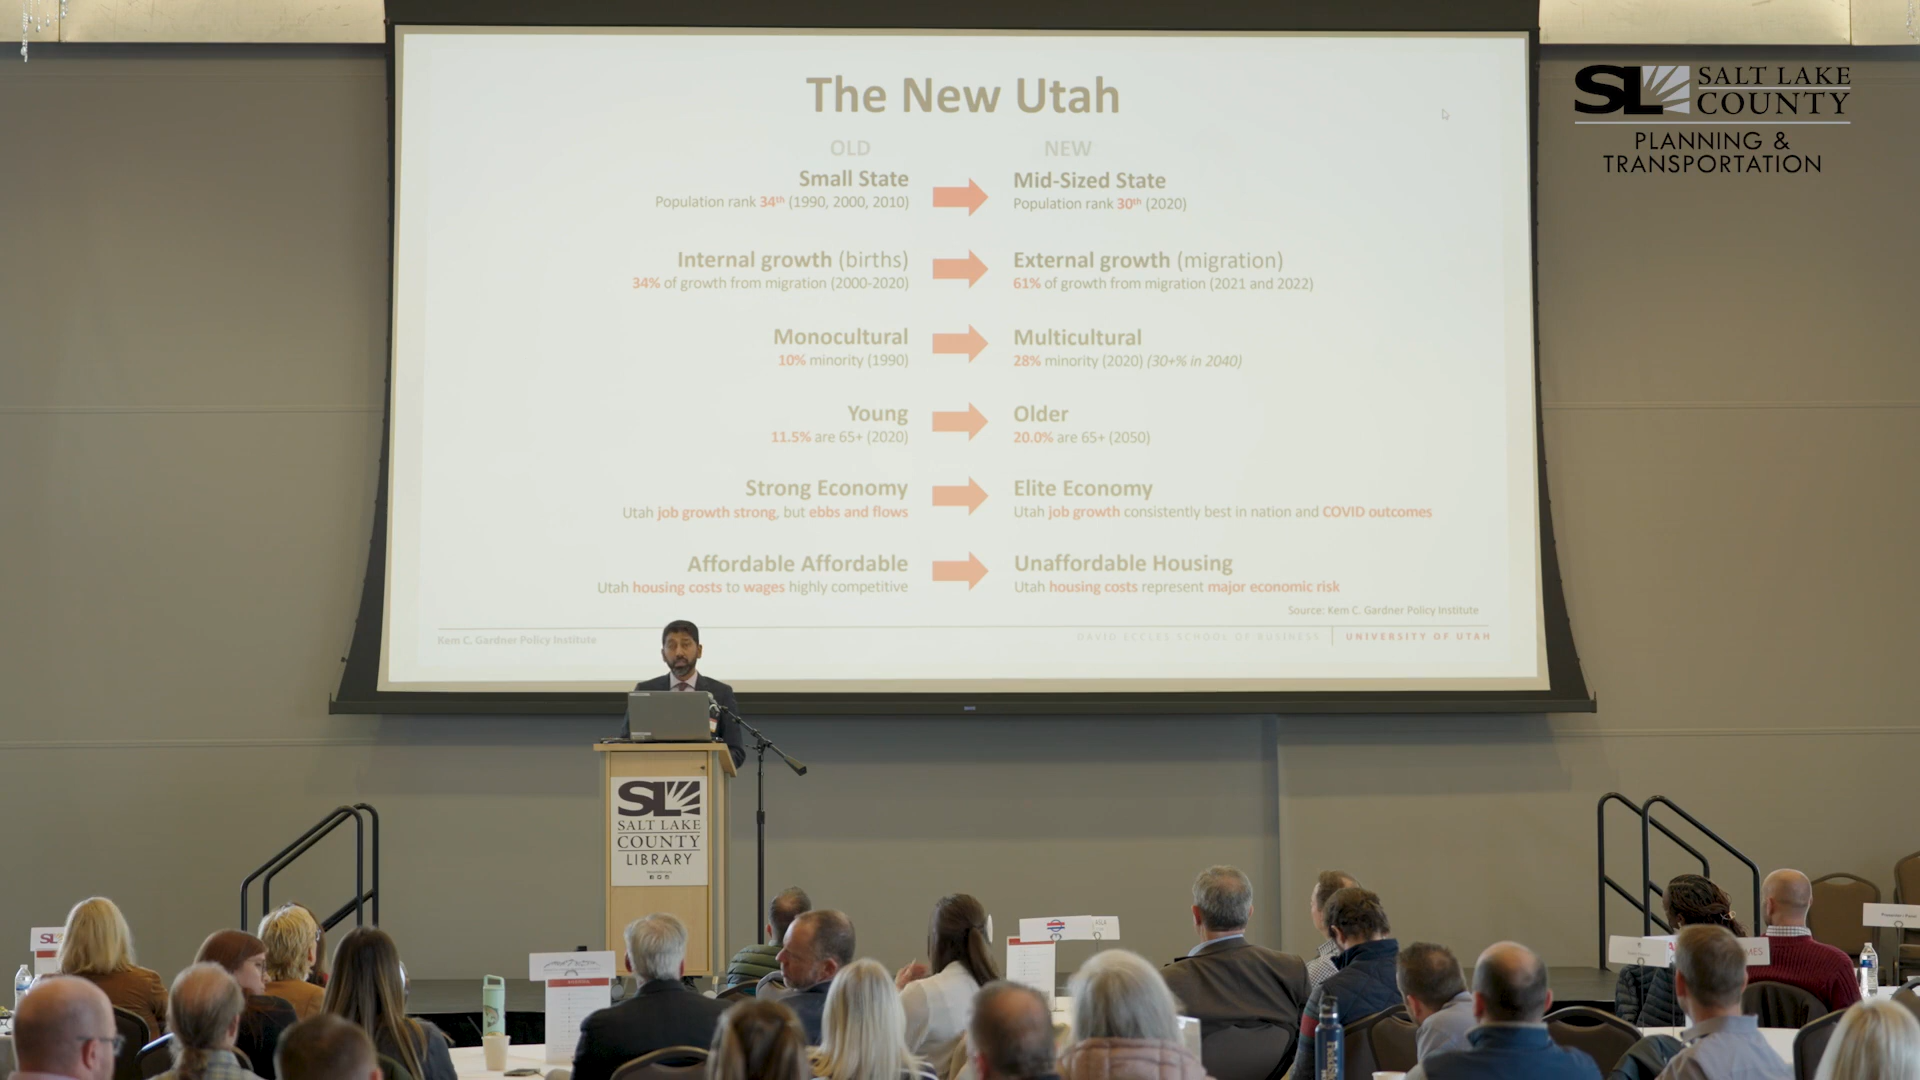 The New Utah
OLD
NEW
Small State
Population rank 34th (1990, 2000, 2010)
Mid-Sized State
Population rank 30th (2020)
Internal growth (births)
34% of growth from migration (2000-2020)
External growth (migration)
61% of growth from migration (2021 and 2022)
Monocultural
10% minority (1990)
Multicultural
28% minority (2020) (30+% in 2040)
Young
11.5% are 65+ (2020)
Older
20.0% are 65+ (2050)
Strong Economy
Utah job growth strong, but ebbs and flows
Elite Economy
Utah job growth consistently best in nation and COVID outcomes
Affordable Affordable
Utah housing costs to wages highly competitive
Unaffordable Housing
Utah housing costs represent major economic risk
Source: Kem C. Gardner Policy Institute
Kem C. Gardner Policy Institute
DAVID ECCLES SCHOOL OF BUSINESS | UNIVERSITY OF UTAH
SL SALT LAKE
COUNTY
PLANNING &
TRANSPORTATION
SL
SALT LAKE
COUNTY
LIBRARY
SL